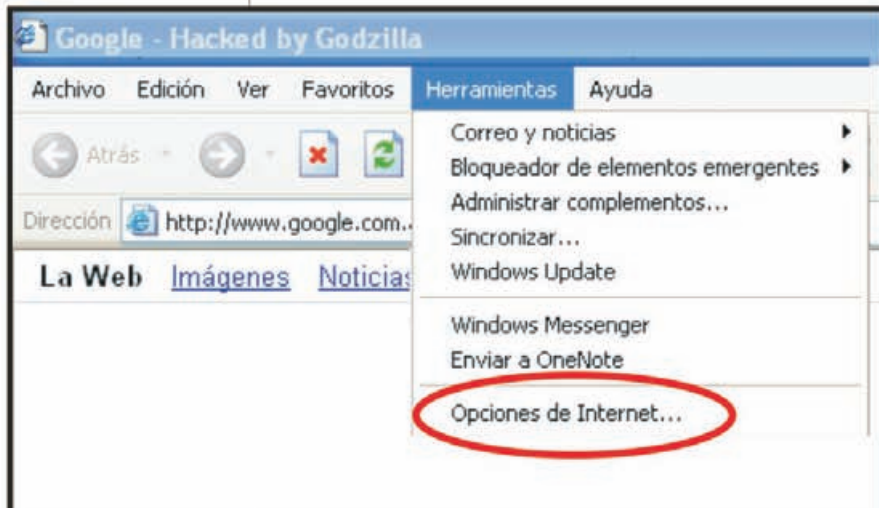 Google - Hacked by Godzilla
Archivo Edición Ver Favoritos Herramientas Ayuda
Atrás
Dirección http://www.google.com.
La Web Imágenes Noticias
Correo y noticias
Bloqueador de elementos emergentes
Administrar complementos...
Sincronizar...
Windows Update
Windows Messenger
Enviar a OneNote
Opciones de Internet...